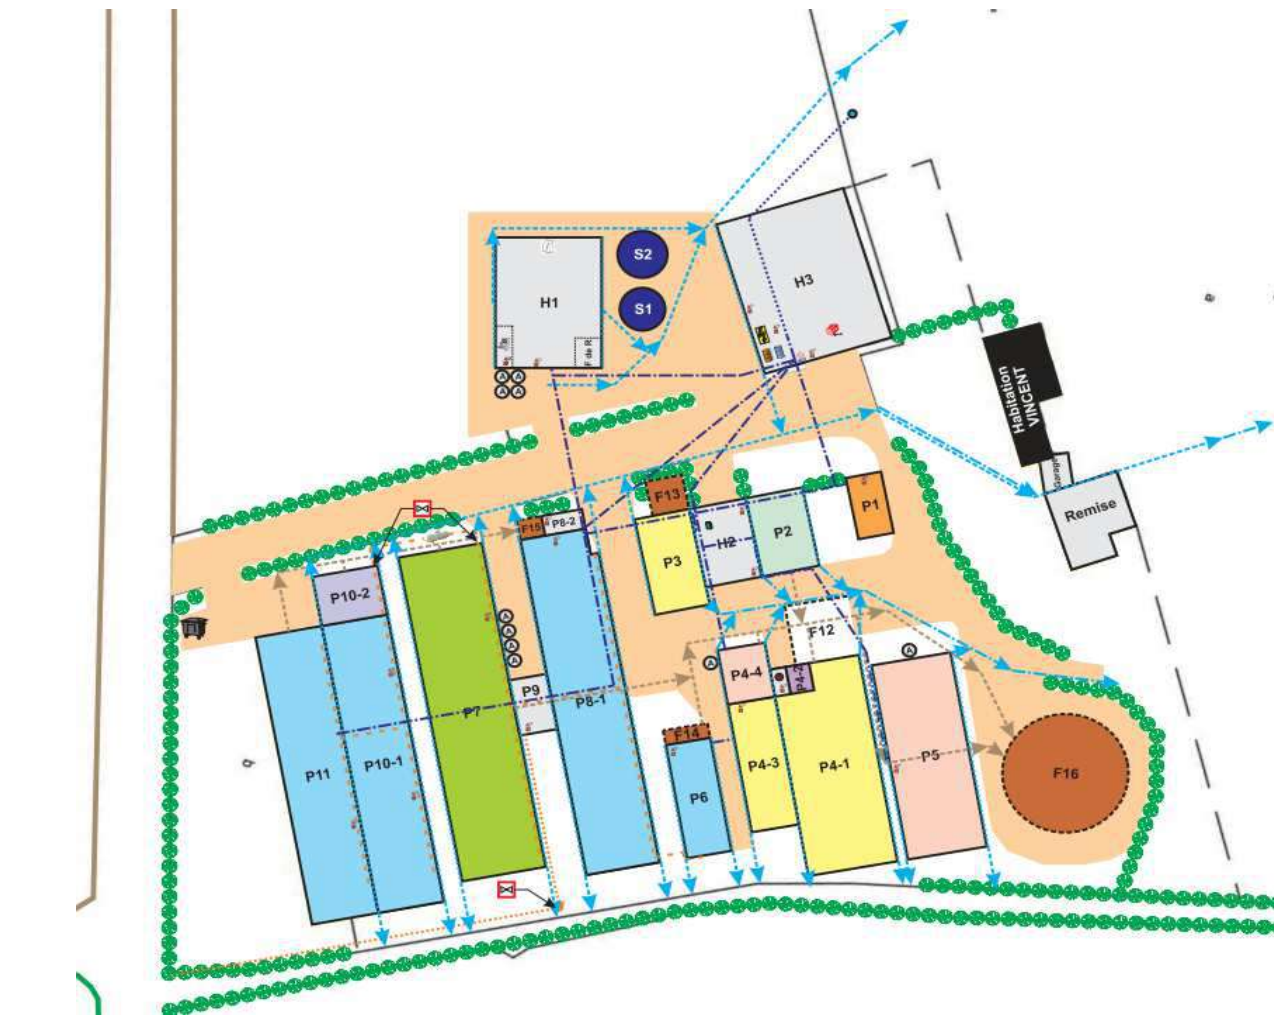 S2
S1
H1
F de R
H3
A A
A A
Habitation
VINCENT
Garage
Remise
F13
P1
F15
P8-2
H2
P2
P3
P10-2
A
A
A
A
F12
A
A
P4-4
P4-2
P9
P8-1
P7
F14
P11
P10-1
P6
P4-3
P4-1
P5
F16